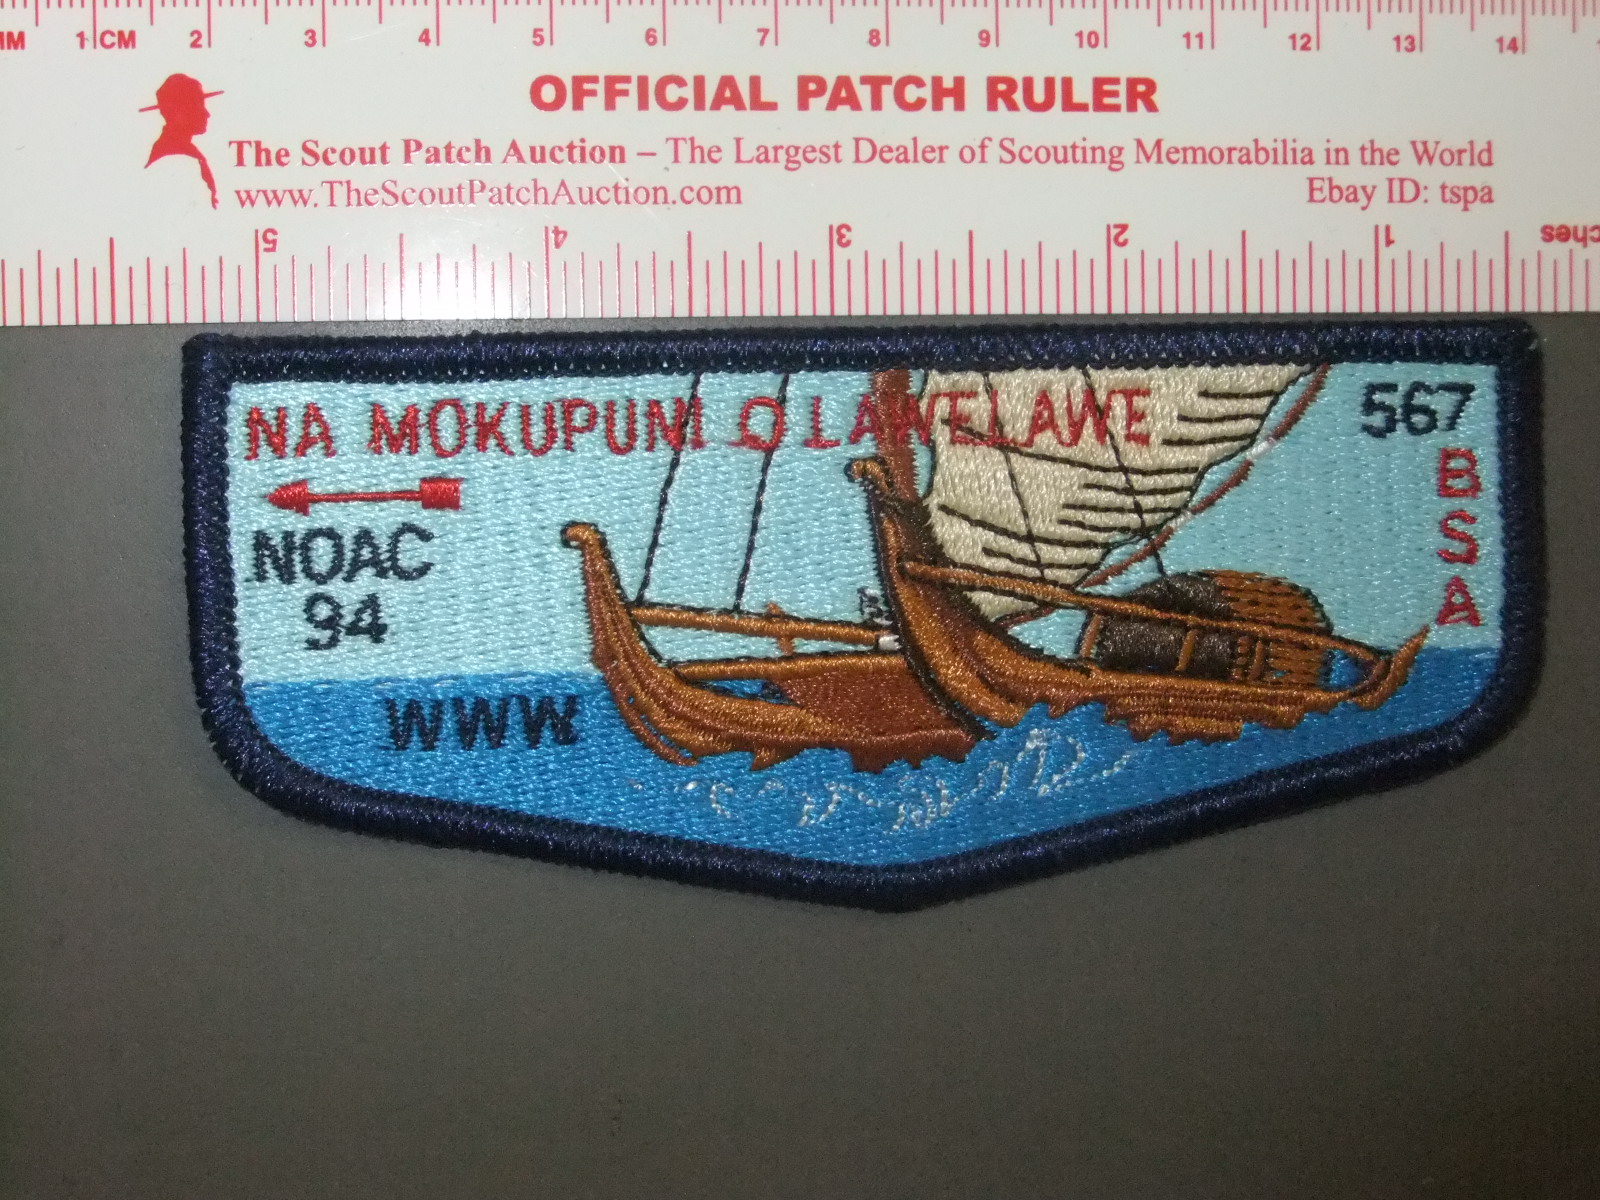 MM 1 CM 2 3 4 5 6 7 8 9 10 11 12 13 14
OFFICIAL PATCH RULER
The Scout Patch Auction – The Largest Dealer of Scouting Memorabilia in the World
www.TheScoutPatchAuction.com Ebay ID: tspa
5 4 3 2 1
NA MOKUPUNI O LAWELAWE 567
BSA
NOAC
94
WWW